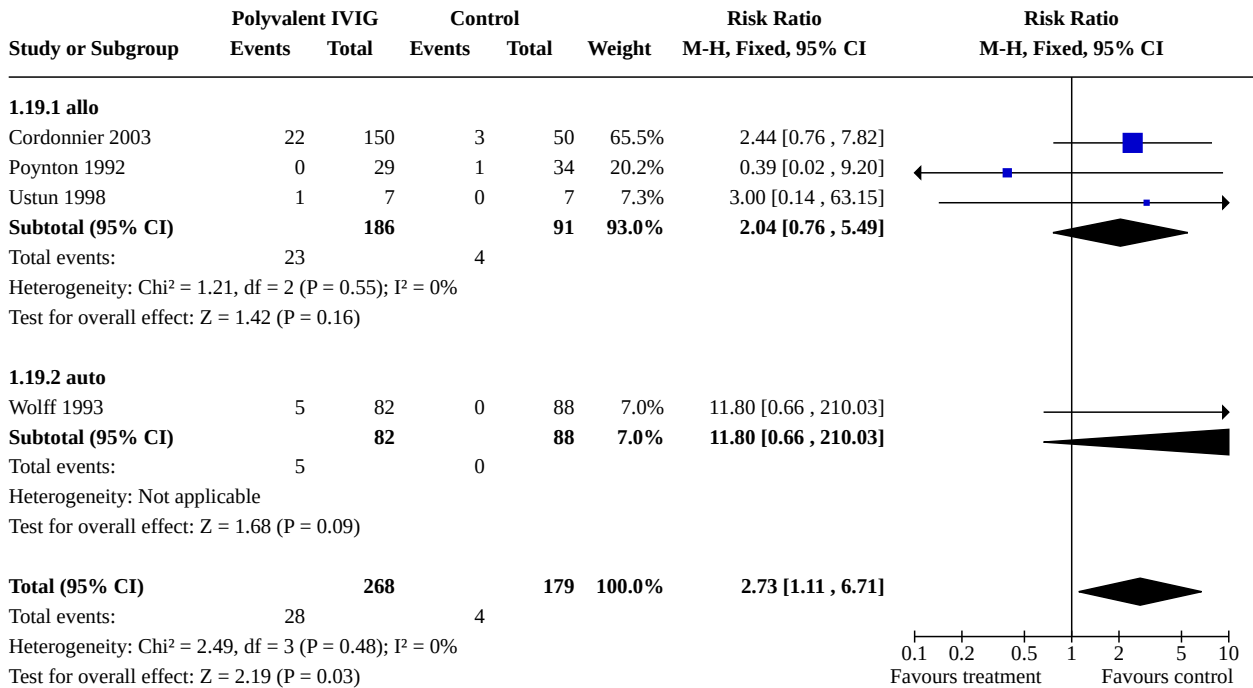 Polyvalent IVIG Control Risk Ratio Risk Ratio
Study or Subgroup Events Total Events Total Weight M-H, Fixed, 95% CI M-H, Fixed, 95% CI
1.19.1 allo
Cordonnier 2003 22 150 3 50 65.5% 2.44 [0.76 , 7.82]
Poynton 1992 0 29 1 34 20.2% 0.39 [0.02 , 9.20]
Ustun 1998 1 7 0 7 7.3% 3.00 [0.14 , 63.15]
Subtotal (95% CI) 186 91 93.0% 2.04 [0.76 , 5.49]
Total events: 23 4
Heterogeneity: Chi² = 1.21, df = 2 (P = 0.55); I² = 0%
Test for overall effect: Z = 1.42 (P = 0.16)
1.19.2 auto
Wolff 1993 5 82 0 88 7.0% 11.80 [0.66 , 210.03]
Subtotal (95% CI) 82 88 7.0% 11.80 [0.66 , 210.03]
Total events: 5 0
Heterogeneity: Not applicable
Test for overall effect: Z = 1.68 (P = 0.09)
Total (95% CI) 268 179 100.0% 2.73 [1.11 , 6.71]
Total events: 28 4
Heterogeneity: Chi² = 2.49, df = 3 (P = 0.48); I² = 0%
Test for overall effect: Z = 2.19 (P = 0.03)
0.1 0.2 0.5 1 2 5 10
Favours treatment Favours control